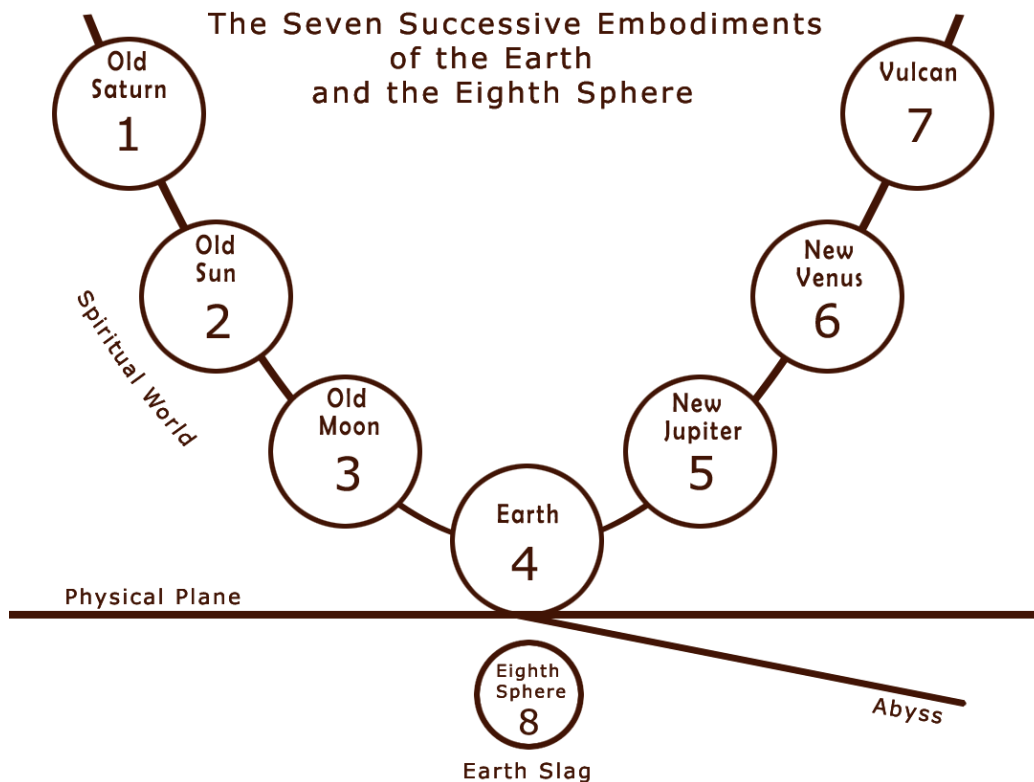 The Seven Successive Embodiments
of the Earth
and the Eighth Sphere
Old
Saturn
1
Old
Sun
2
Old
Moon
3
Earth
4
New
Jupiter
5
New
Venus
6
Vulcan
7
Spiritual World
Physical Plane
Eighth
Sphere
8
Earth Slag
Abyss